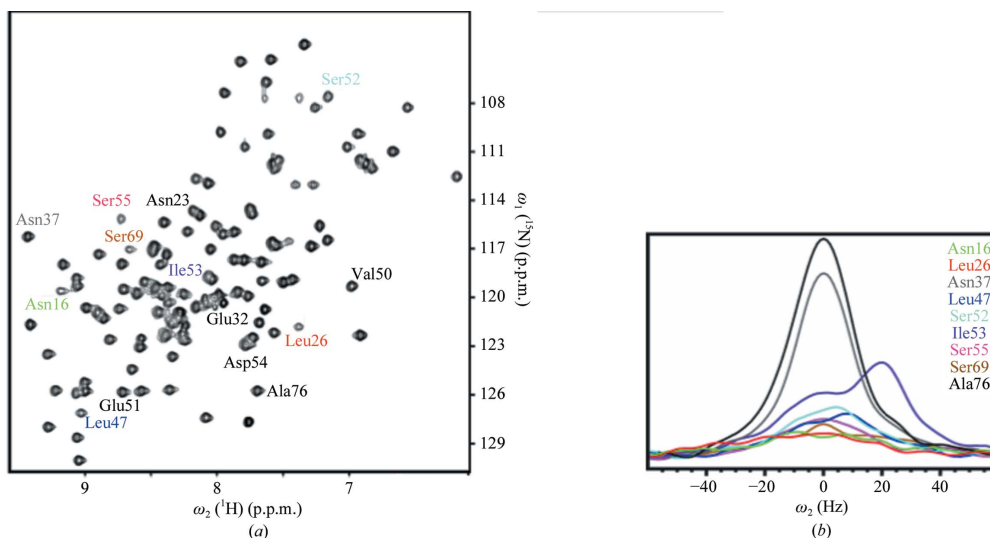 Ser52
108
111
Ser55
Asn23
114
Asn37
Ser69
117
Ile53
Val50
Asn16
120
Glu32
Leu26
123
Asp54
Glu51
Ala76
126
Leu47
129
ω₁ (¹⁵N) (p.p.m.)
9 8 7
ω₂ (¹H) (p.p.m.)
(a)
Asn16
Leu26
Asn37
Leu47
Ser52
Ile53
Ser55
Ser69
Ala76
−40 −20 0 20 40
ω₂ (Hz)
(b)